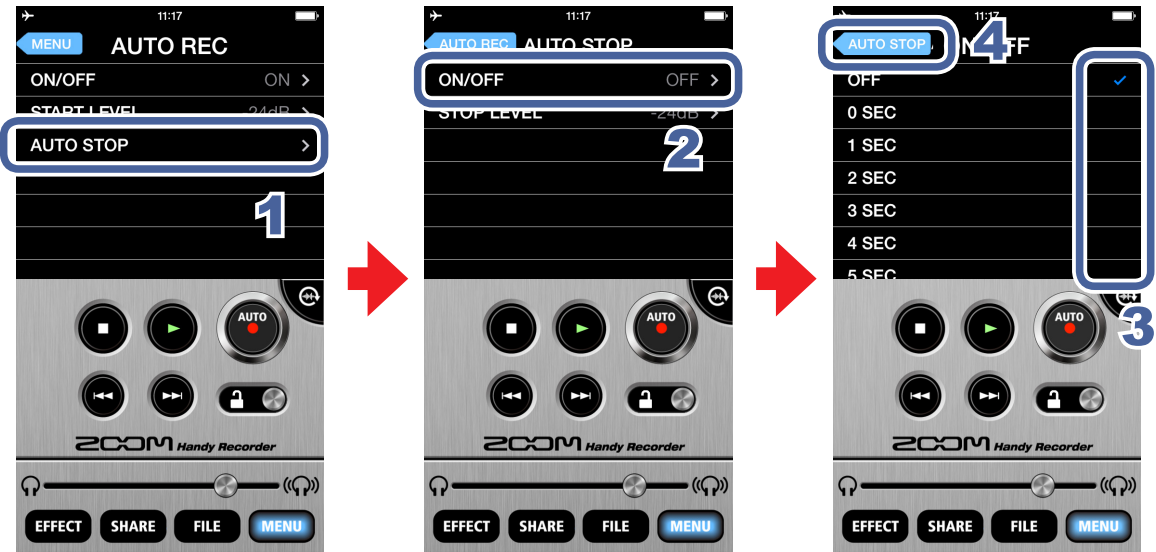 11:17
MENU AUTO REC
ON/OFF ON >
START LEVEL -24dB >
AUTO STOP >
1
AUTO
ZOOM Handy Recorder
EFFECT SHARE FILE MENU
11:17
AUTO REC AUTO STOP
ON/OFF OFF >
STOP LEVEL -24dB >
2
AUTO
ZOOM Handy Recorder
EFFECT SHARE FILE MENU
11:17
AUTO STOP ON/OFF
4
OFF
0 SEC
1 SEC
2 SEC
3 SEC
4 SEC
5 SEC
3
AUTO
ZOOM Handy Recorder
EFFECT SHARE FILE MENU